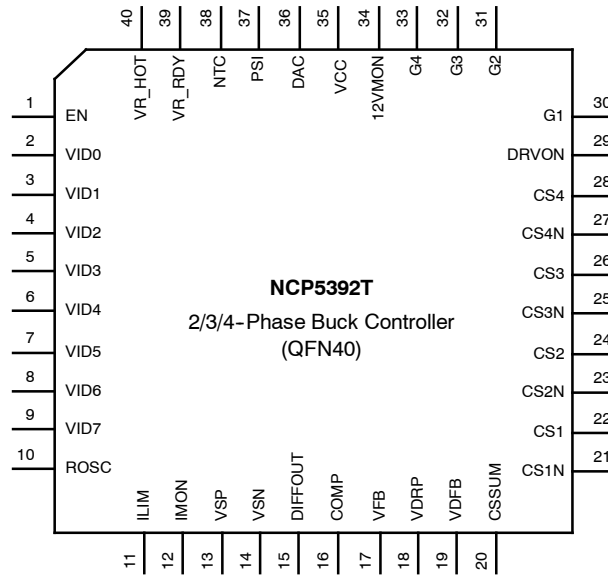 40 39 38 37 36 35 34 33 32 31
VR_HOT VR_RDY NTC PSI DAC VCC 12VMON G4 G3 G2
1 EN G1 30
2 VID0 DRVON 29
3 VID1 CS4 28
4 VID2 CS4N 27
5 VID3 CS3 26
6 VID4 CS3N 25
7 VID5 CS2 24
8 VID6 CS2N 23
9 VID7 CS1 22
10 ROSC CS1N 21
NCP5392T
2/3/4-Phase Buck Controller
(QFN40)
ILIM IMON VSP VSN DIFFOUT COMP VFB VDRP VDFB CSSUM
11 12 13 14 15 16 17 18 19 20